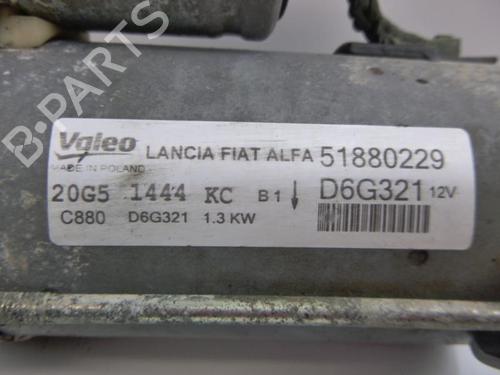 B-PARTS
Valeo LANCIA FIAT ALFA 51880229
MADE IN POLAND
20G5 1444 KC B1 D6G321 12V
C880 D6G321 1.3 KW